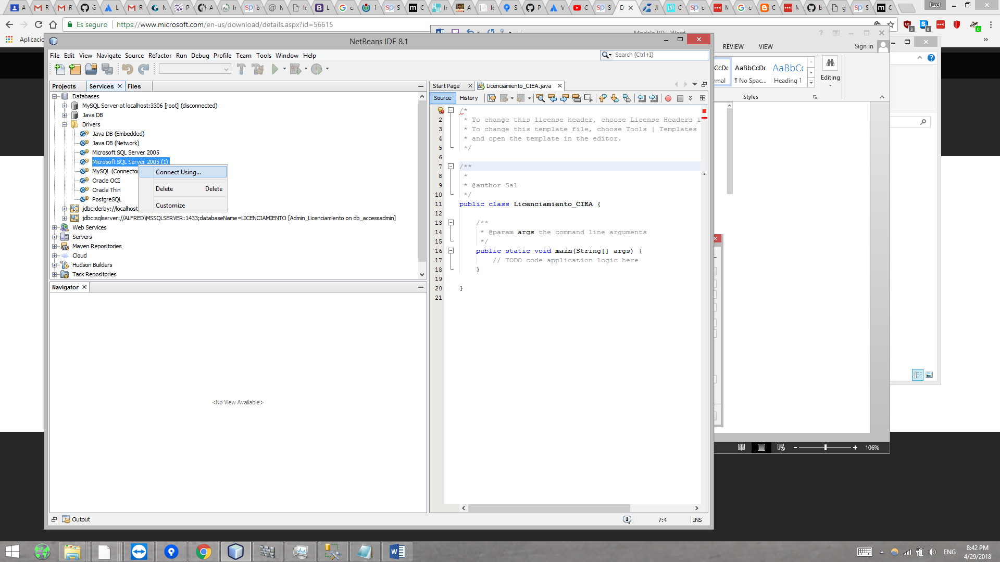 Itzel
Es seguro
https://www.microsoft.com/en-us/download/details.aspx?id=56615
Aplicacio
Modelo BD - Word
NetBeans IDE 8.1
File Edit View Navigate Source Refactor Run Debug Profile Team Tools Window Help
Search (Ctrl+I)
REVIEW VIEW
Sign in
AaBbCcDc AaBbC
¶ No Spac... Heading 1
Editing
Styles
Projects Services Files
Databases
MySQL Server at localhost:3306 [root] (disconnected)
Java DB
Drivers
Java DB (Embedded)
Java DB (Network)
Microsoft SQL Server 2005
Microsoft SQL Server 2005 (1)
MySQL (Connector
Oracle OCI
Oracle Thin
PostgreSQL
jdbc:derby://localhost
jdbc:sqlserver://ALFRED\MSSQLSERVER:1433;databaseName=LICENCIAMIENTO [Admin_Licenciamiento on db_accessadmin]
Web Services
Servers
Maven Repositories
Cloud
Hudson Builders
Task Repositories
Connect Using...
Delete Delete
Customize
Navigator
<No View Available>
Output
Start Page Licenciamiento_CIEA.java
Source History
/*
2 * To change this license header, choose License Headers i
3 * To change this template file, choose Tools | Templates
4 * and open the template in the editor.
5 */
6
7 /**
8 *
9 * @author Sal
10 */
11 public class Licenciamiento_CIEA {
12
13 /**
14 * @param args the command line arguments
15 */
16 public static void main(String[] args) {
17 // TODO code application logic here
18 }
19
20 }
21
7:4 INS
106%
ENG
8:42 PM
4/29/2018